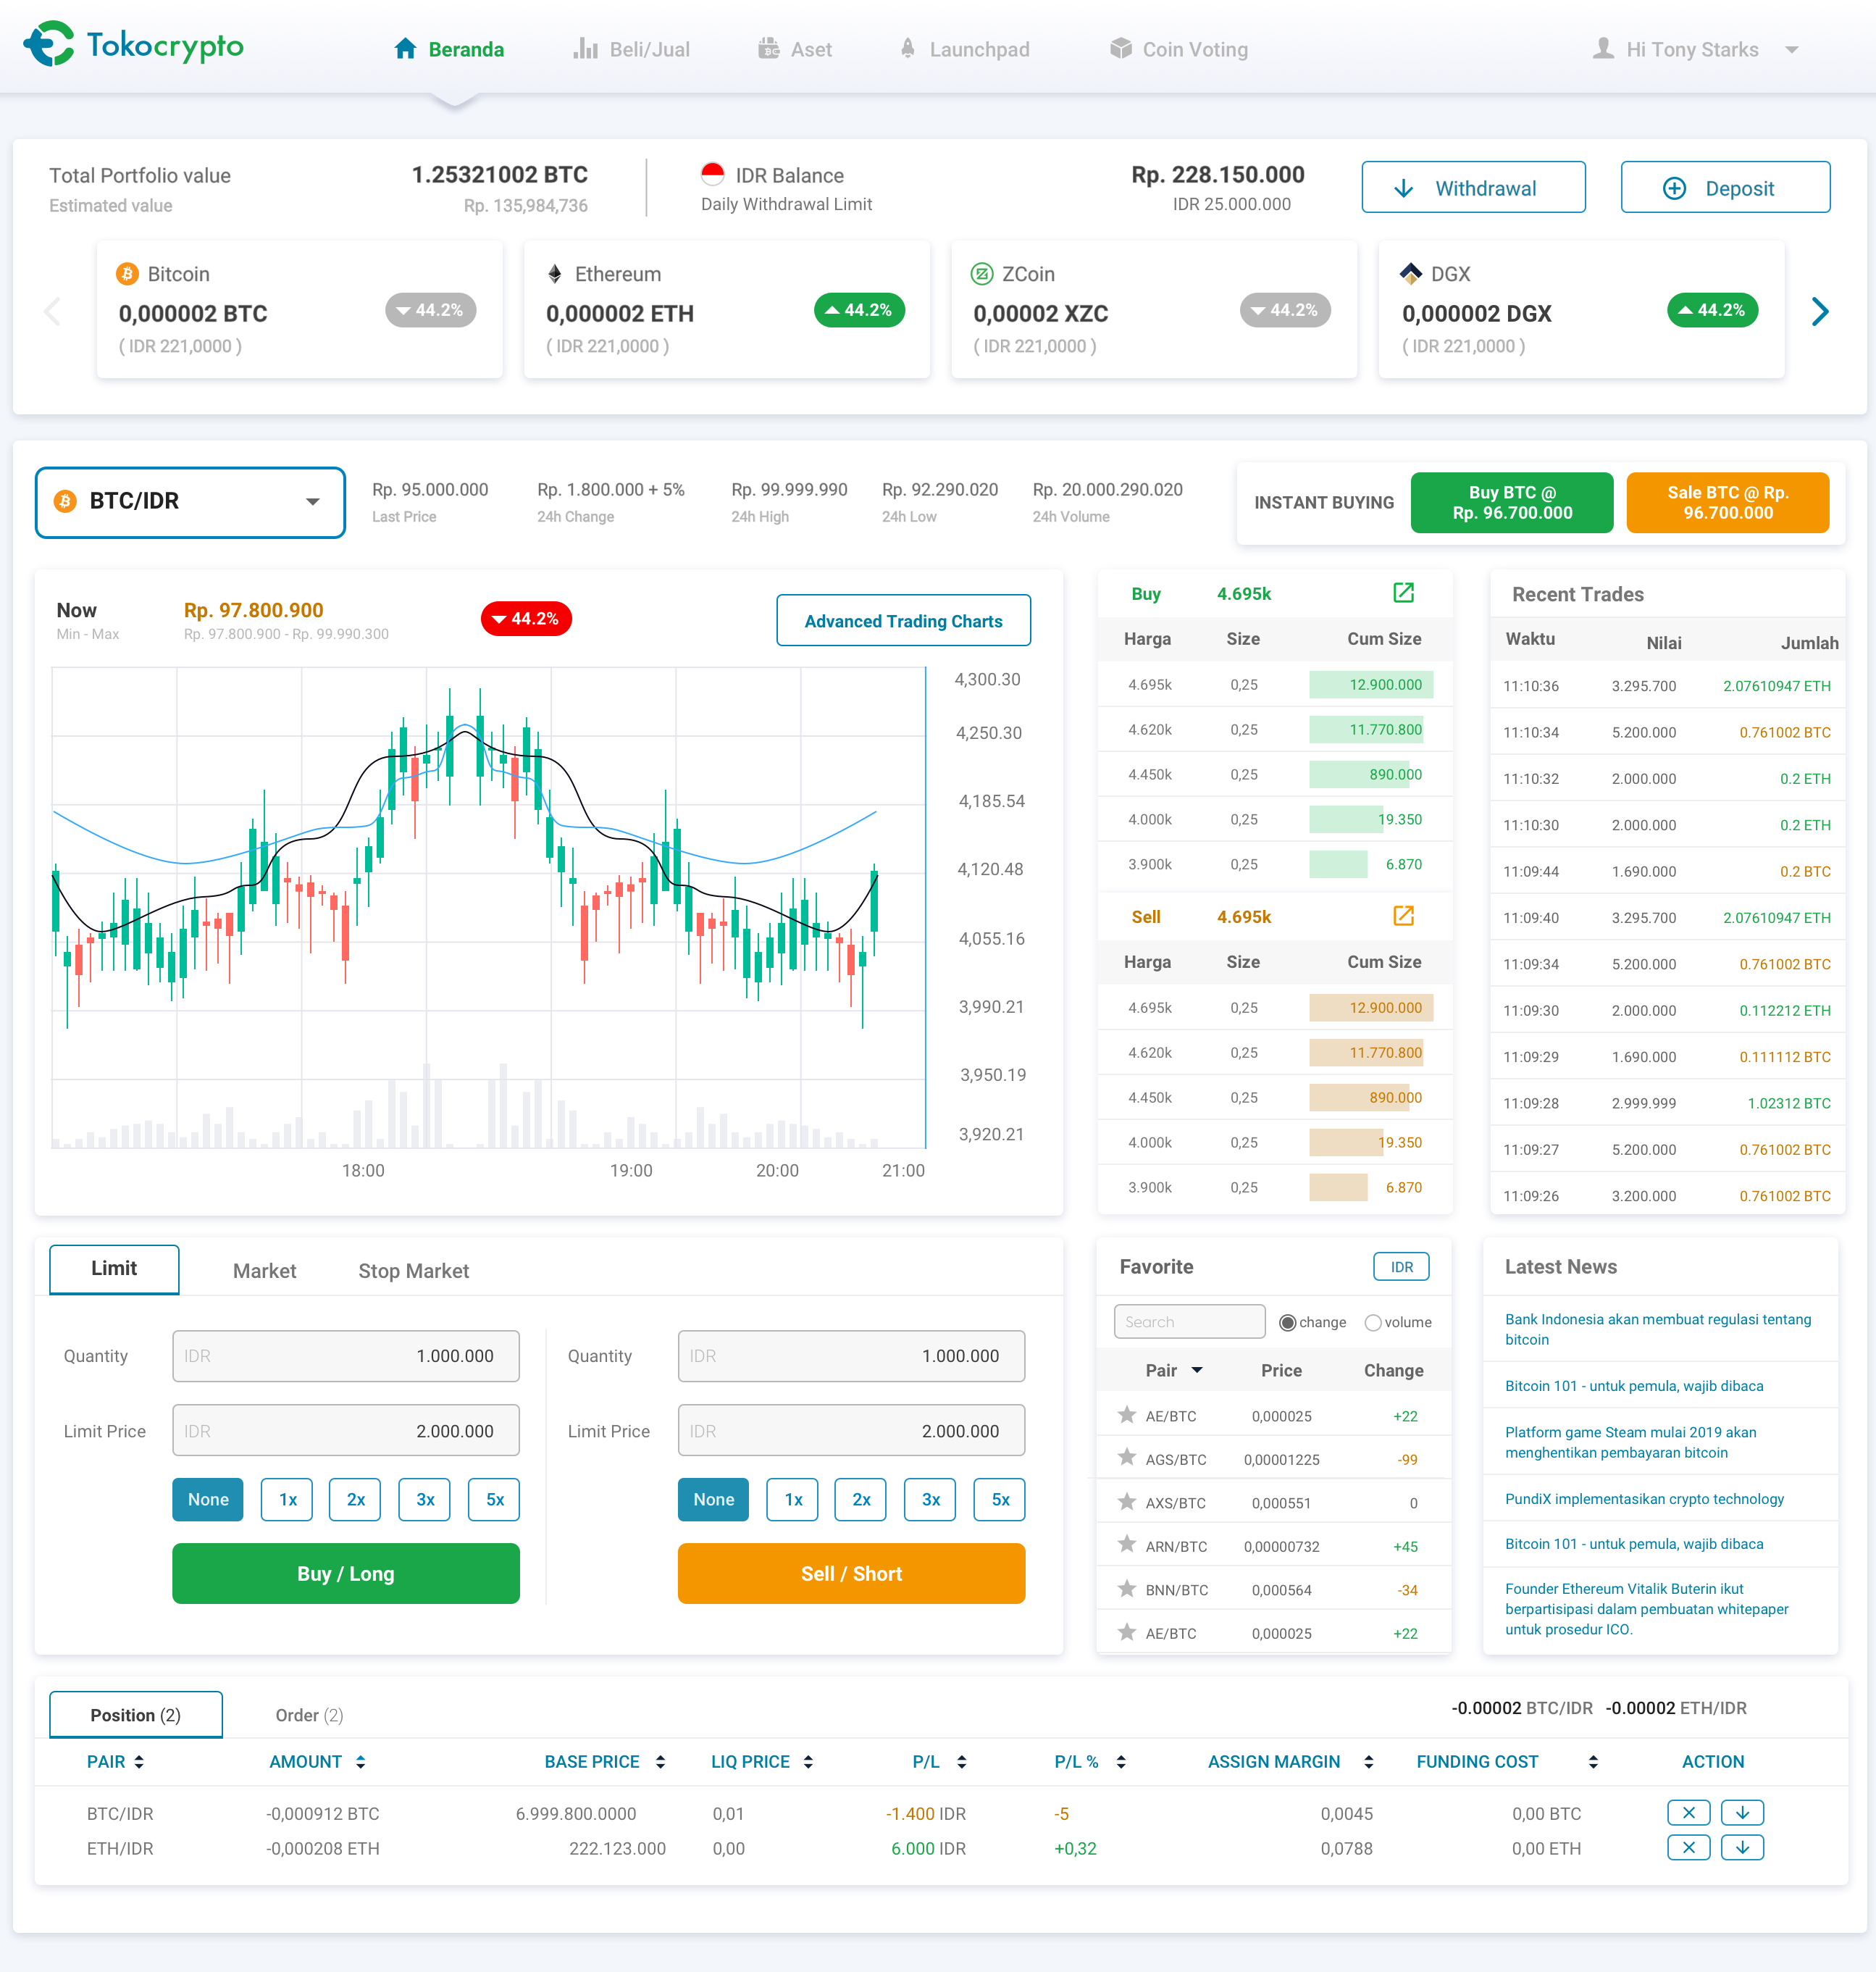 Tokocrypto
Beranda
Beli/Jual
Aset
Launchpad
Coin Voting
Hi Tony Starks
Total Portfolio value 1.25321002 BTC
Estimated value Rp. 135,984,736
IDR Balance Rp. 228.150.000
Daily Withdrawal Limit IDR 25.000.000
Withdrawal
Deposit
Bitcoin
0,000002 BTC 44.2%
( IDR 221,0000 )
Ethereum
0,000002 ETH 44.2%
( IDR 221,0000 )
ZCoin
0,00002 XZC 44.2%
( IDR 221,0000 )
DGX
0,000002 DGX 44.2%
( IDR 221,0000 )
BTC/IDR
Rp. 95.000.000
Last Price
Rp. 1.800.000 + 5%
24h Change
Rp. 99.999.990
24h High
Rp. 92.290.020
24h Low
Rp. 20.000.290.020
24h Volume
INSTANT BUYING
Buy BTC @
Rp. 96.700.000
Sale BTC @ Rp.
96.700.000
Now Rp. 97.800.900 44.2%
Min - Max Rp. 97.800.900 - Rp. 99.990.300
Advanced Trading Charts
4,300.30
4,250.30
4,185.54
4,120.48
4,055.16
3,990.21
3,950.19
3,920.21
18:00 19:00 20:00 21:00
Buy 4.695k
Harga Size Cum Size
4.695k 0,25 12.900.000
4.620k 0,25 11.770.800
4.450k 0,25 890.000
4.000k 0,25 19.350
3.900k 0,25 6.870
Sell 4.695k
Harga Size Cum Size
4.695k 0,25 12.900.000
4.620k 0,25 11.770.800
4.450k 0,25 890.000
4.000k 0,25 19.350
3.900k 0,25 6.870
Recent Trades
Waktu Nilai Jumlah
11:10:36 3.295.700 2.07610947 ETH
11:10:34 5.200.000 0.761002 BTC
11:10:32 2.000.000 0.2 ETH
11:10:30 2.000.000 0.2 ETH
11:09:44 1.690.000 0.2 BTC
11:09:40 3.295.700 2.07610947 ETH
11:09:34 5.200.000 0.761002 BTC
11:09:30 2.000.000 0.112212 ETH
11:09:29 1.690.000 0.111112 BTC
11:09:28 2.999.999 1.02312 BTC
11:09:27 5.200.000 0.761002 BTC
11:09:26 3.200.000 0.761002 BTC
Limit
Market
Stop Market
Quantity IDR 1.000.000
Limit Price IDR 2.000.000
None 1x 2x 3x 5x
Buy / Long
Quantity IDR 1.000.000
Limit Price IDR 2.000.000
None 1x 2x 3x 5x
Sell / Short
Favorite IDR
Search change volume
Pair Price Change
AE/BTC 0,000025 +22
AGS/BTC 0,00001225 -99
AXS/BTC 0,000551 0
ARN/BTC 0,00000732 +45
BNN/BTC 0,000564 -34
AE/BTC 0,000025 +22
Latest News
Bank Indonesia akan membuat regulasi tentang
bitcoin
Bitcoin 101 - untuk pemula, wajib dibaca
Platform game Steam mulai 2019 akan
menghentikan pembayaran bitcoin
PundiX implementasikan crypto technology
Bitcoin 101 - untuk pemula, wajib dibaca
Founder Ethereum Vitalik Buterin ikut
berpartisipasi dalam pembuatan whitepaper
untuk prosedur ICO.
Position (2)
Order (2)
-0.00002 BTC/IDR -0.00002 ETH/IDR
PAIR AMOUNT BASE PRICE LIQ PRICE P/L P/L % ASSIGN MARGIN FUNDING COST ACTION
BTC/IDR -0,000912 BTC 6.999.800.0000 0,01 -1.400 IDR -5 0,0045 0,00 BTC
ETH/IDR -0,000208 ETH 222.123.000 0,00 6.000 IDR +0,32 0,0788 0,00 ETH